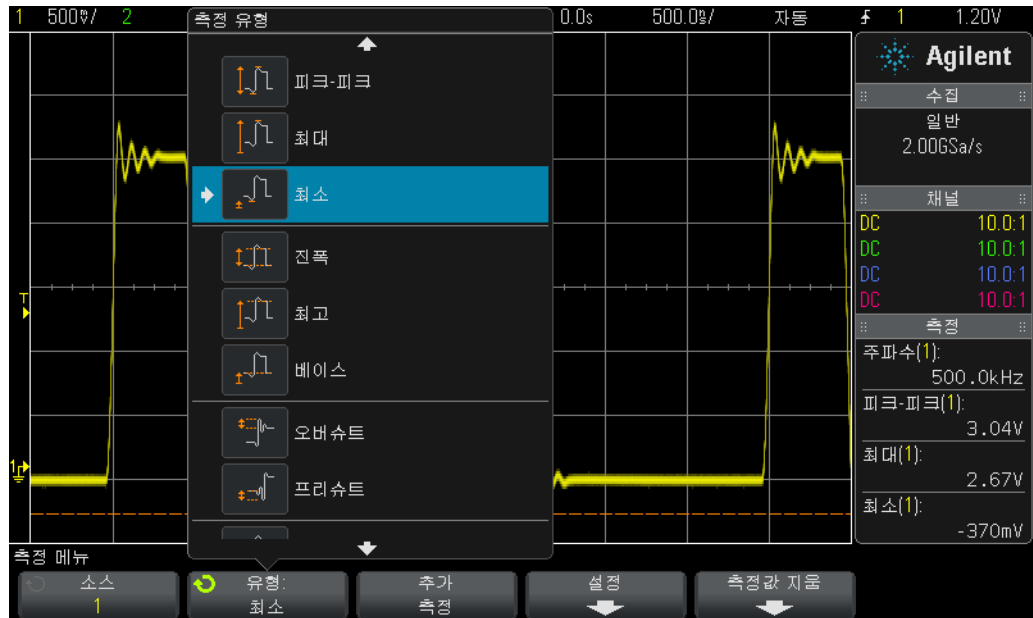 1 500㎷/ 2 0.0s 500.0㎱/ 자동 1 1.20V
측정 유형
피크-피크
최대
최소
진폭
최고
베이스
오버슈트
프리슈트
T
1
Agilent
수집
일반
2.00GSa/s
채널
DC 10.0:1
DC 10.0:1
DC 10.0:1
DC 10.0:1
측정
주파수(1):
500.0kHz
피크-피크(1):
3.04V
최대(1):
2.67V
최소(1):
-370mV
측정 메뉴
소스
1
유형:
최소
추가
측정
설정
측정값 지움